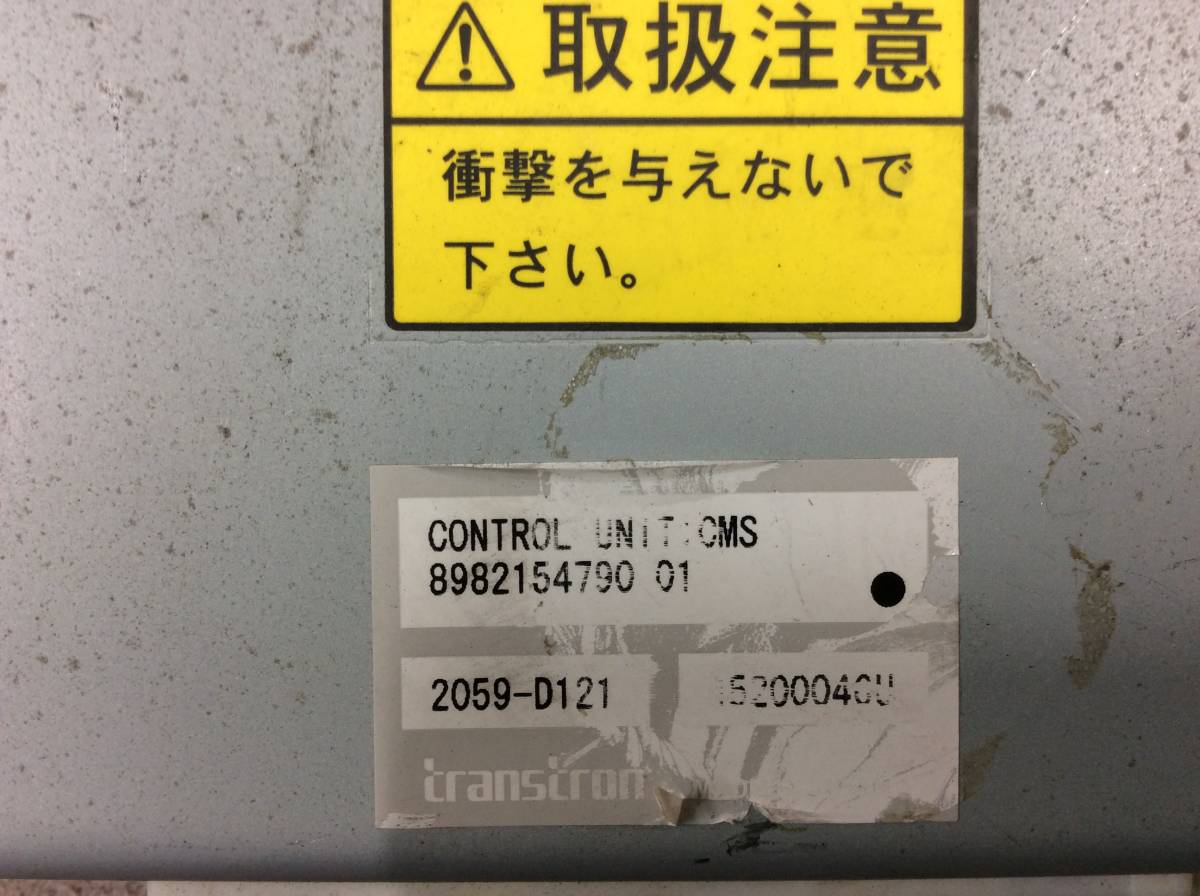 取扱注意
衝撃を与えないで
下さい。
CONTROL UNIT:CMS
8982154790 01
2059-D121
transtron